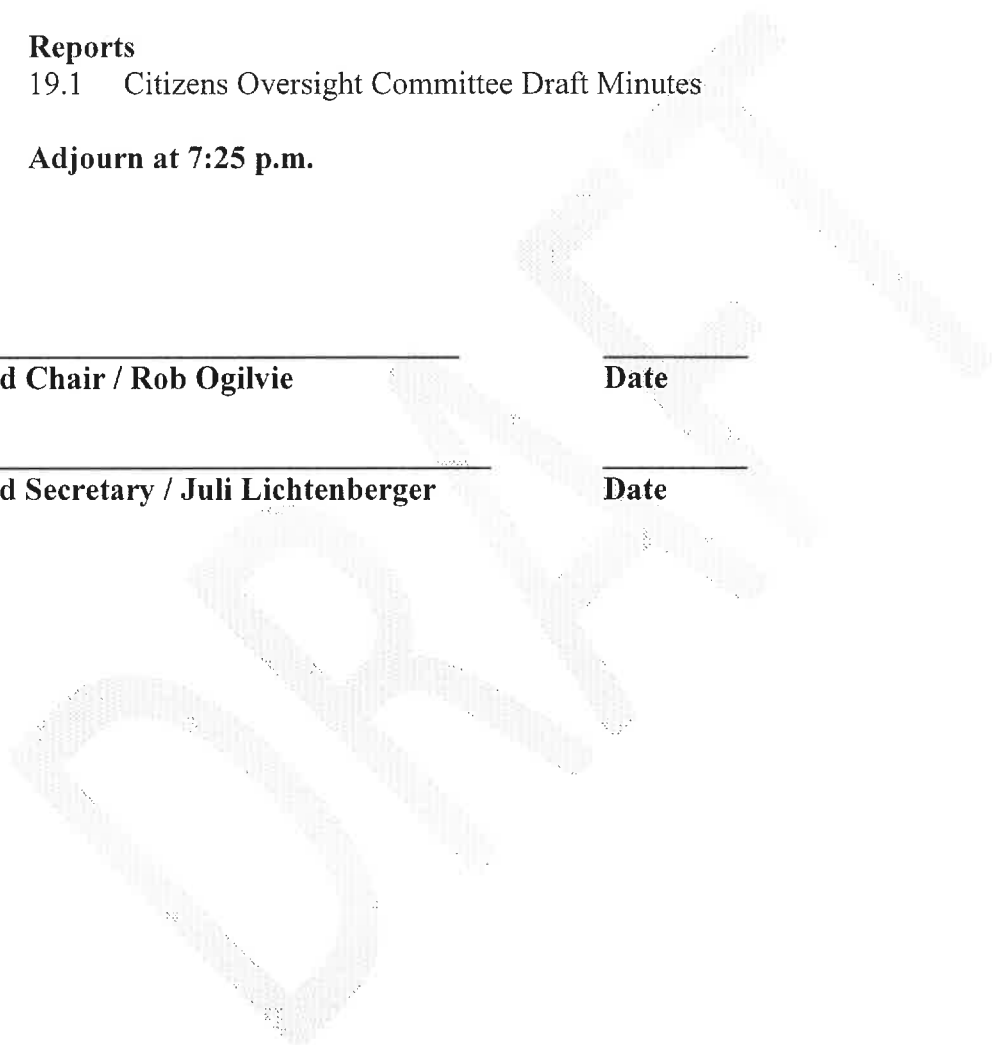 Reports
19.1 Citizens Oversight Committee Draft Minutes
Adjourn at 7:25 p.m.
d Chair / Rob Ogilvie Date
d Secretary / Juli Lichtenberger Date
DRAFT